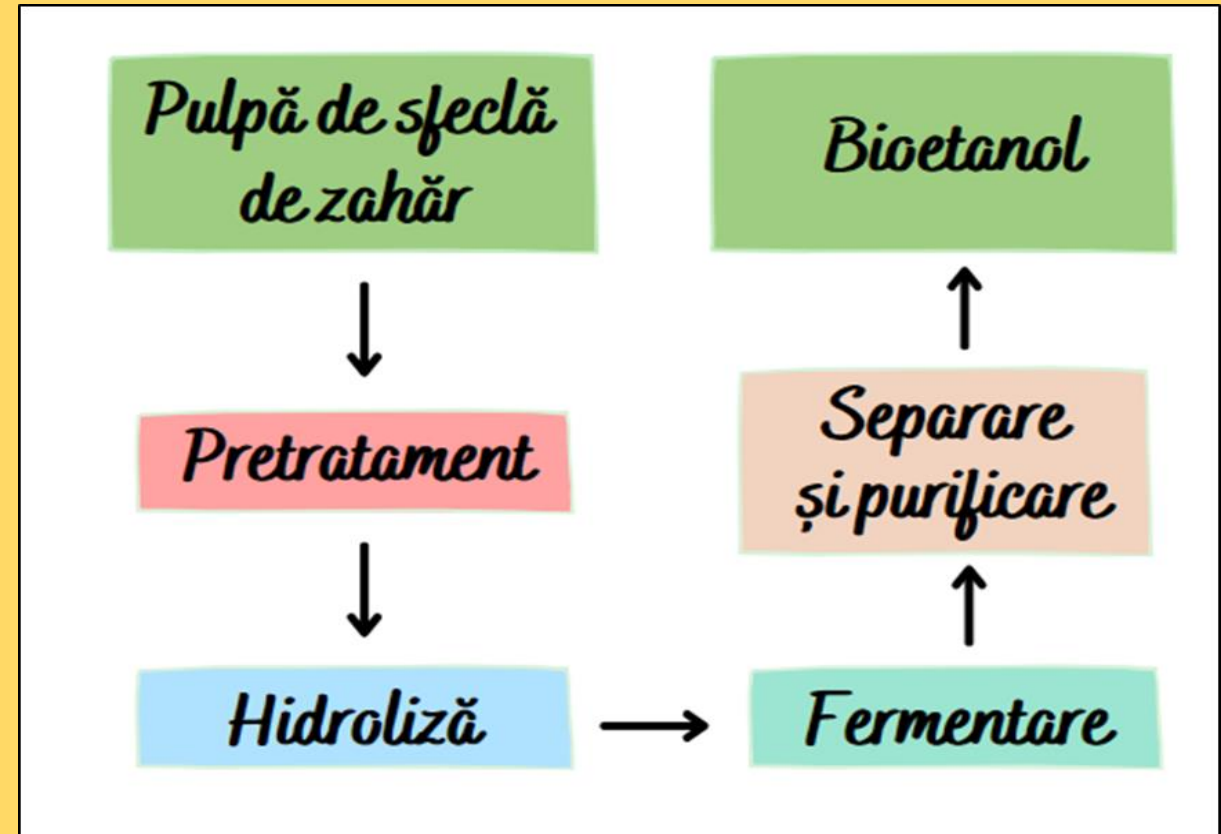 Pulpă de sfeclă
de zahăr
Pretratament
Hidroliză
Fermentare
Separare
și purificare
Bioetanol